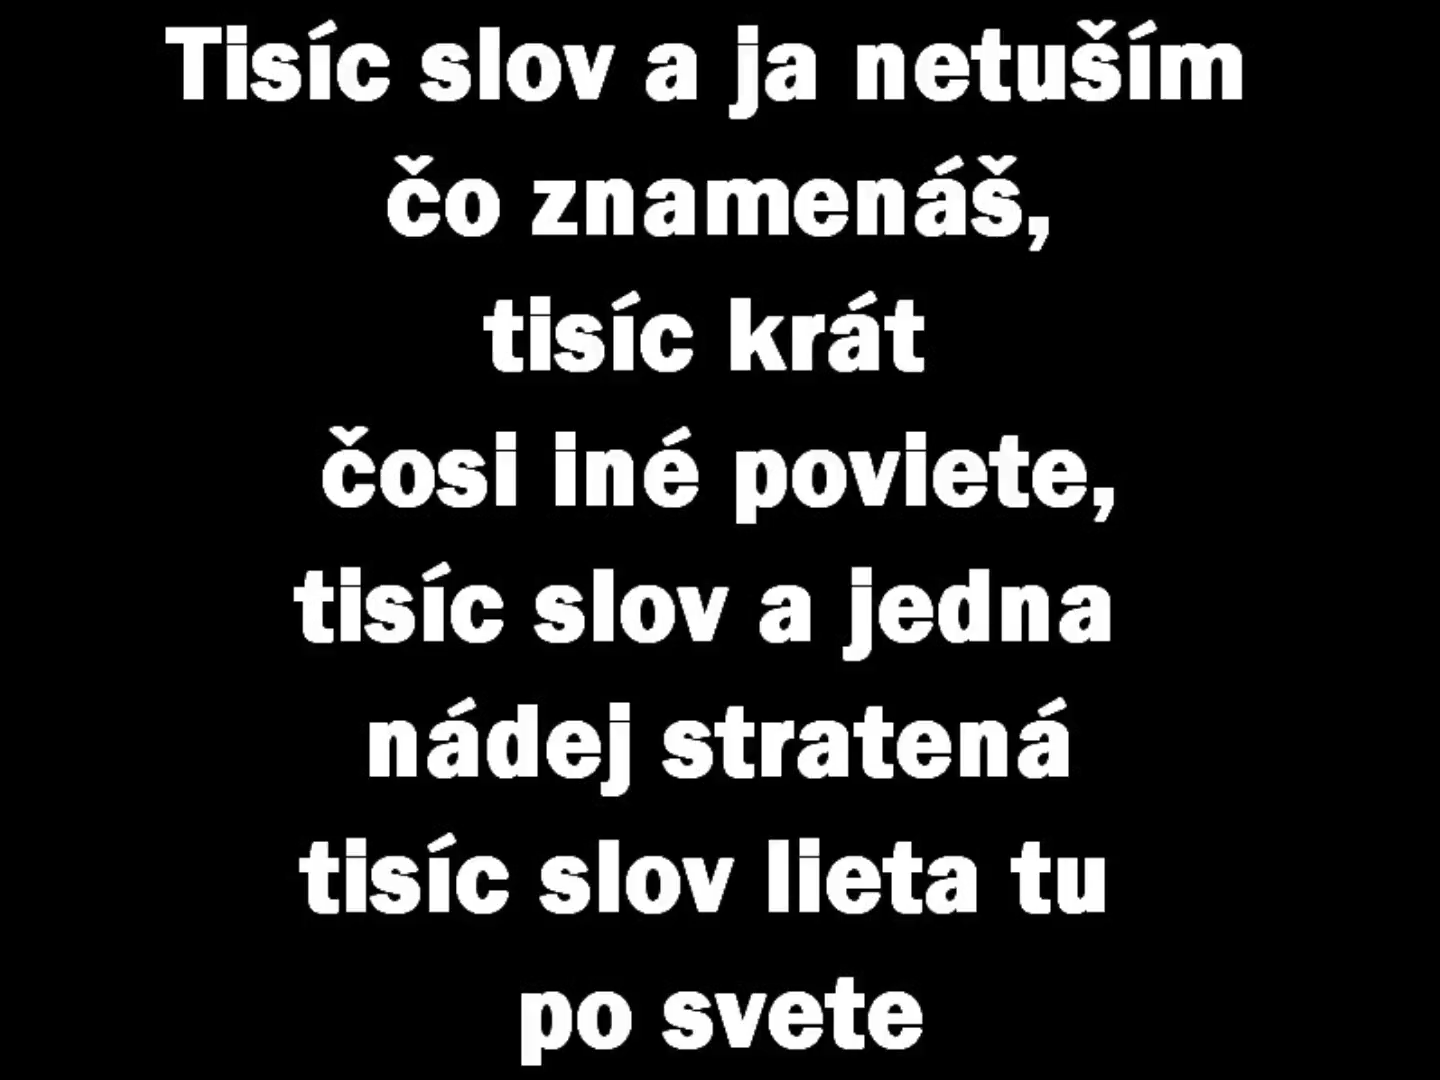 Tisíc slov a ja netuším
čo znamenáš,
tisíc krát
čosi iné poviete,
tisíc slov a jedna
nádej stratená
tisíc slov lieta tu
po svete